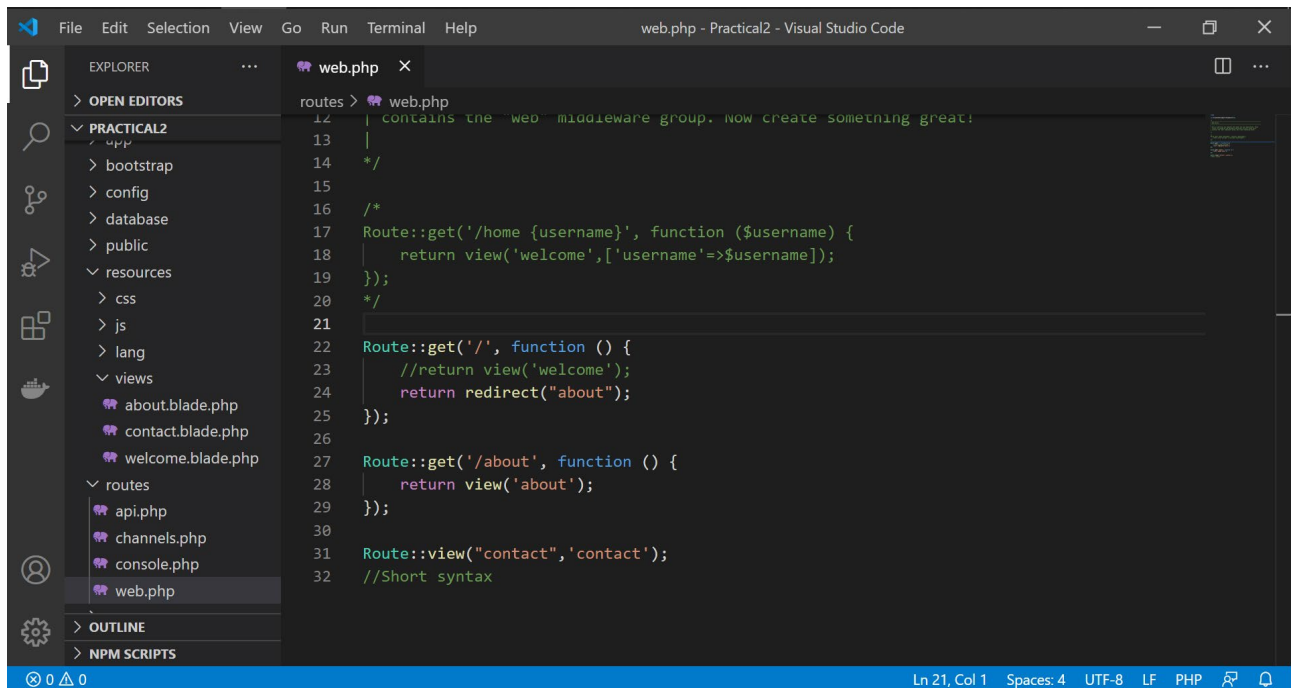 File Edit Selection View Go Run Terminal Help web.php - Practical2 - Visual Studio Code
EXPLORER
OPEN EDITORS
PRACTICAL2
app
bootstrap
config
database
public
resources
css
js
lang
views
about.blade.php
contact.blade.php
welcome.blade.php
routes
api.php
channels.php
console.php
web.php
OUTLINE
NPM SCRIPTS
web.php
routes > web.php
12 | contains the "web" middleware group. Now create something great!
13 |
14 */
15
16 /*
17 Route::get('/home {username}', function ($username) {
18     return view('welcome',['username'=>$username]);
19 });
20 */
21
22 Route::get('/', function () {
23     //return view('welcome');
24     return redirect("about");
25 });
26
27 Route::get('/about', function () {
28     return view('about');
29 });
30
31 Route::view("contact",'contact');
32 //Short syntax
0 0 Ln 21, Col 1 Spaces: 4 UTF-8 LF PHP